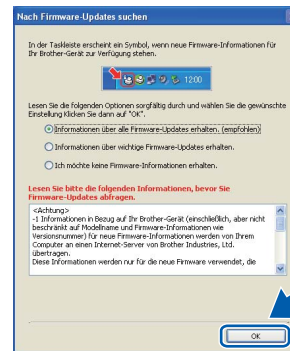 Nach Firmware-Updates suchen
In der Taskleiste erscheint ein Symbol, wenn neue Firmware-Informationen für
Ihr Brother-Gerät zur Verfügung stehen.
12:00
Lesen Sie die folgenden Optionen sorgfältig durch und wählen Sie die gewünschte
Einstellung Klicken Sie dann auf "OK".
Informationen über alle Firmware-Updates erhalten. (empfohlen)
Informationen über wichtige Firmware-Updates erhalten.
Ich möchte keine Firmware-Informationen erhalten.
Lesen Sie bitte die folgenden Informationen, bevor Sie
Firmware-Updates abfragen.
<Achtung>
-1 Informationen in Bezug auf Ihr Brother-Gerät (einschließlich, aber nicht
beschränkt auf Modellname und Firmware-Informationen wie
Versionsnummer) für neue Firmware-Informationen werden von Ihrem
Computer an einen Internet-Server von Brother Industries, Ltd.
übertragen.
Diese Informationen werden nur für die neue Firmware verwendet, die
OK